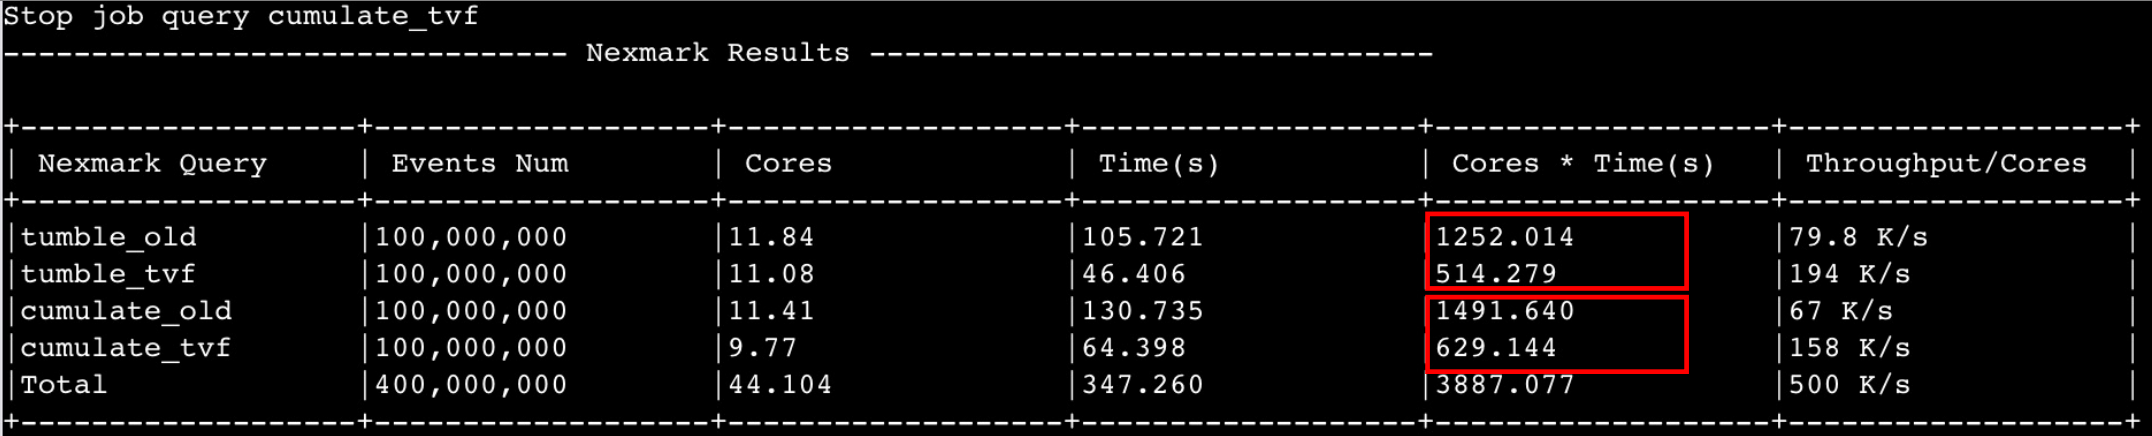 Stop job query cumulate_tvf
-------------------------------- Nexmark Results --------------------------------
+-------------------+-------------------+-------------------+-------------------+-------------------+-------------------+
| Nexmark Query | Events Num | Cores | Time(s) | Cores * Time(s) | Throughput/Cores |
+-------------------+-------------------+-------------------+-------------------+-------------------+-------------------+
|tumble_old |100,000,000 |11.84 |105.721 |1252.014 |79.8 K/s |
|tumble_tvf |100,000,000 |11.08 |46.406 |514.279 |194 K/s |
|cumulate_old |100,000,000 |11.41 |130.735 |1491.640 |67 K/s |
|cumulate_tvf |100,000,000 |9.77 |64.398 |629.144 |158 K/s |
|Total |400,000,000 |44.104 |347.260 |3887.077 |500 K/s |
+-------------------+-------------------+-------------------+-------------------+-------------------+-------------------+